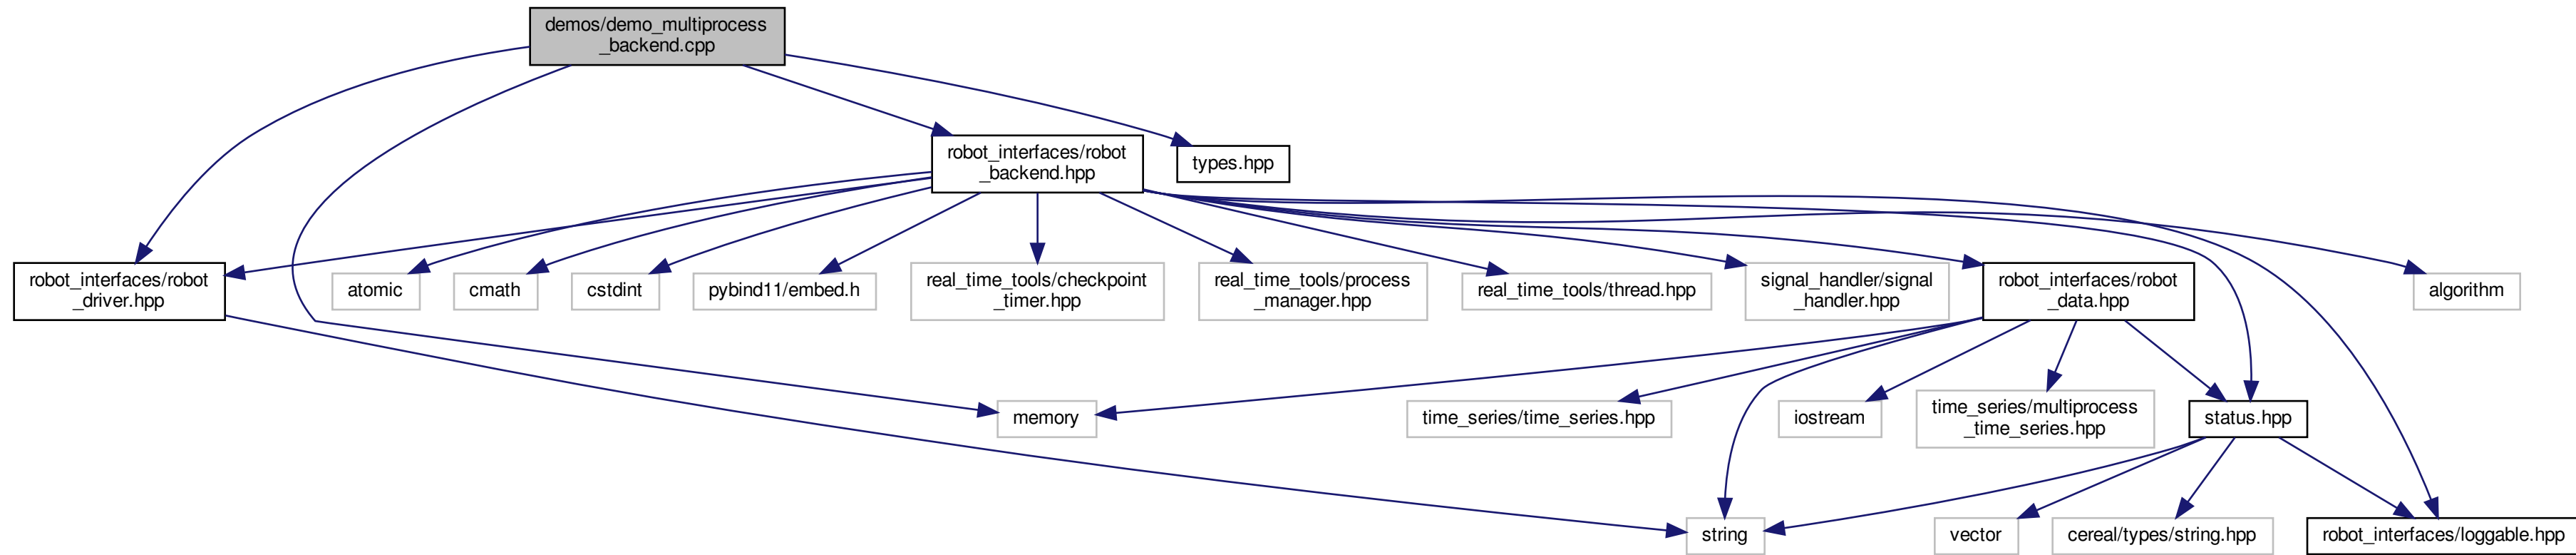 demos/demo_multiprocess
_backend.cpp
robot_interfaces/robot
_backend.hpp
types.hpp
robot_interfaces/robot
_driver.hpp
atomic
cmath
cstdint
pybind11/embed.h
real_time_tools/checkpoint
_timer.hpp
real_time_tools/process
_manager.hpp
real_time_tools/thread.hpp
signal_handler/signal
_handler.hpp
robot_interfaces/robot
_data.hpp
algorithm
memory
time_series/time_series.hpp
iostream
time_series/multiprocess
_time_series.hpp
status.hpp
string
vector
cereal/types/string.hpp
robot_interfaces/loggable.hpp